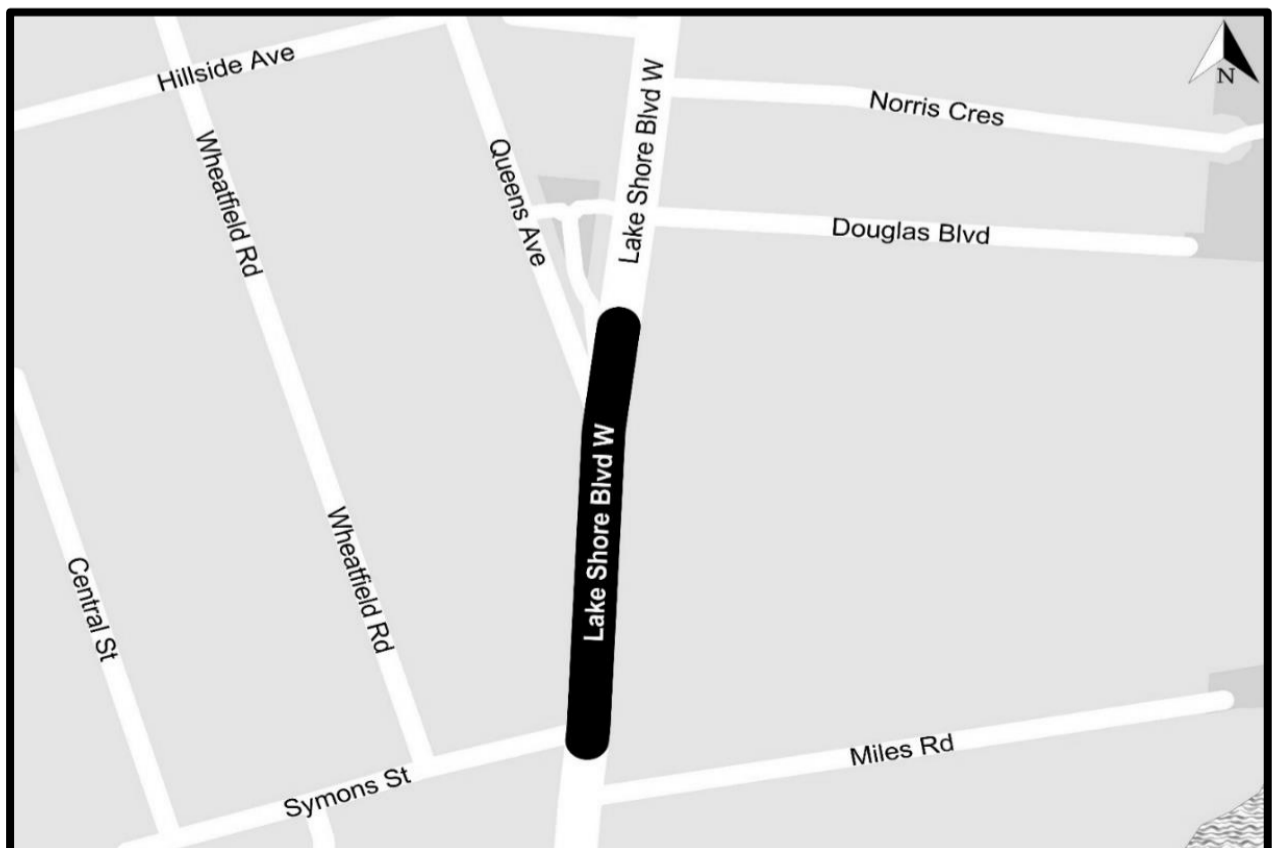 Hillside Ave
N
Lake Shore Blvd W
Norris Cres
Wheatfield Rd
Queens Ave
Douglas Blvd
Lake Shore Blvd W
Wheatfield Rd
Central St
Miles Rd
Symons St